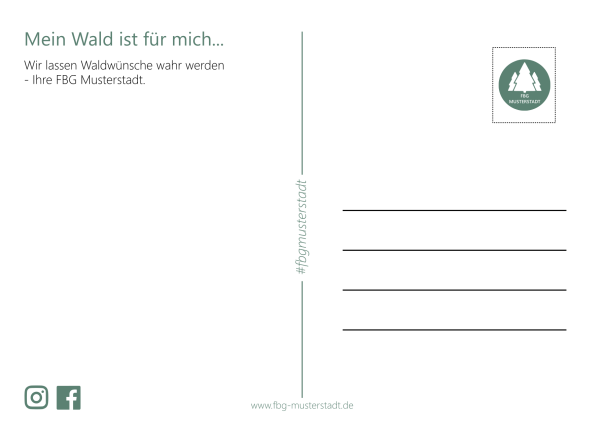 Mein Wald ist für mich...
Wir lassen Waldwünsche wahr werden
- Ihre FBG Musterstadt.
FBG
MUSTERSTADT
#fbgmusterstadt
www.fbg-musterstadt.de